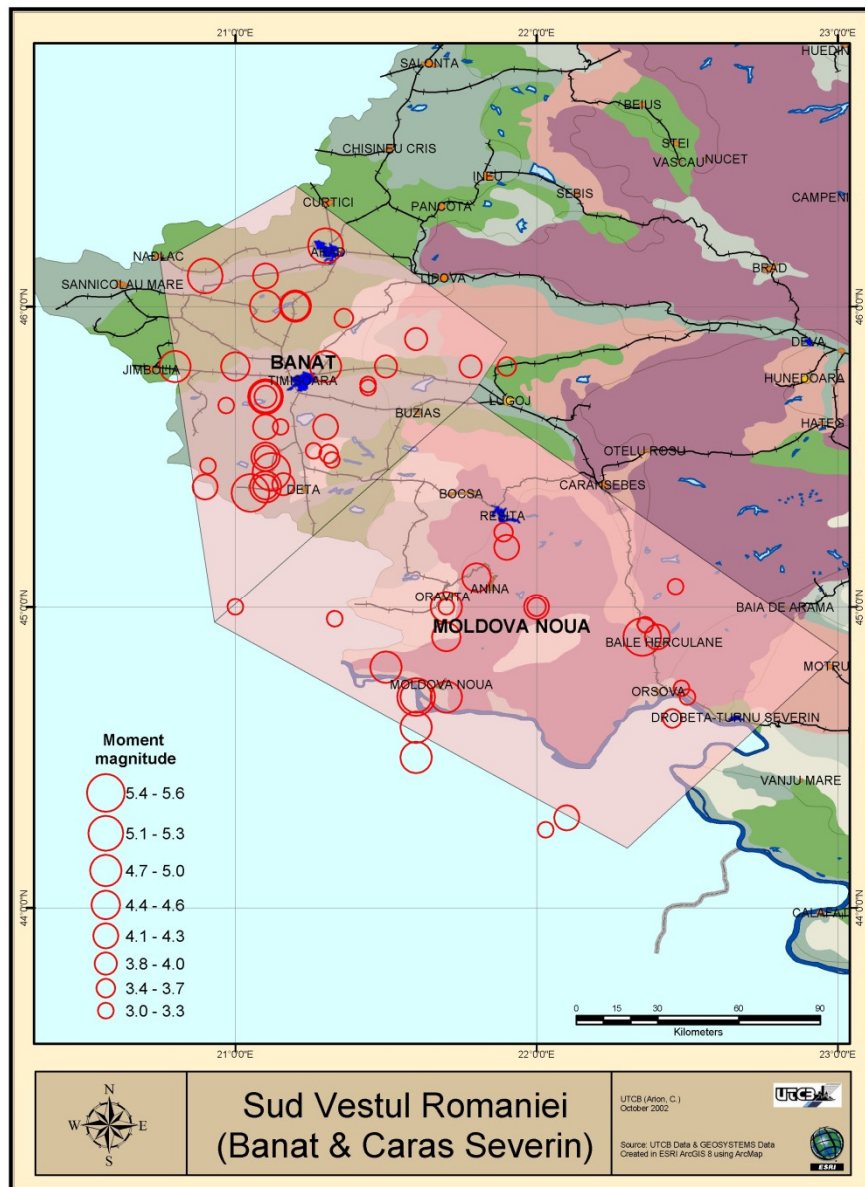 21°0'0"E 22°0'0"E 23°0'0"E
HUEDIN
SALONTA
BEIUS
STEI
CHISINEU CRIS
VASCAU NUCET
INEU
SEBIS
CAMPENI
CURTICI
PANCOTA
ARAD
NADLAC
BRAD
SANNICOLAU MARE
LIPOVA
46°0'0"N 46°0'0"N
DEVA
BANAT
JIMBOLIA
TIMISOARA
HUNEDOARA
LUGOJ
BUZIAS
HATEG
OTELU ROSU
CARANSEBES
DETA
BOCSA
RESITA
ANINA
ORAVITA
45°0'0"N 45°0'0"N
BAIA DE ARAMA
MOLDOVA NOUA
BAILE HERCULANE
MOTRU
MOLDOVA NOUA
ORSOVA
DROBETA-TURNU SEVERIN
VANJU MARE
Moment
magnitude
5.4 - 5.6
5.1 - 5.3
4.7 - 5.0
4.4 - 4.6
4.1 - 4.3
3.8 - 4.0
3.4 - 3.7
3.0 - 3.3
44°0'0"N 44°0'0"N
CALAFAT
0 15 30 60 90
Kilometers
21°0'0"E 22°0'0"E 23°0'0"E
N
W E
S
Sud Vestul Romaniei
(Banat & Caras Severin)
UTCB (Arion, C.)
October 2002
UTCB
Source: UTCB Data & GEOSYSTEMS Data
Created in ESRI ArcGIS 8 using ArcMap
ESRI